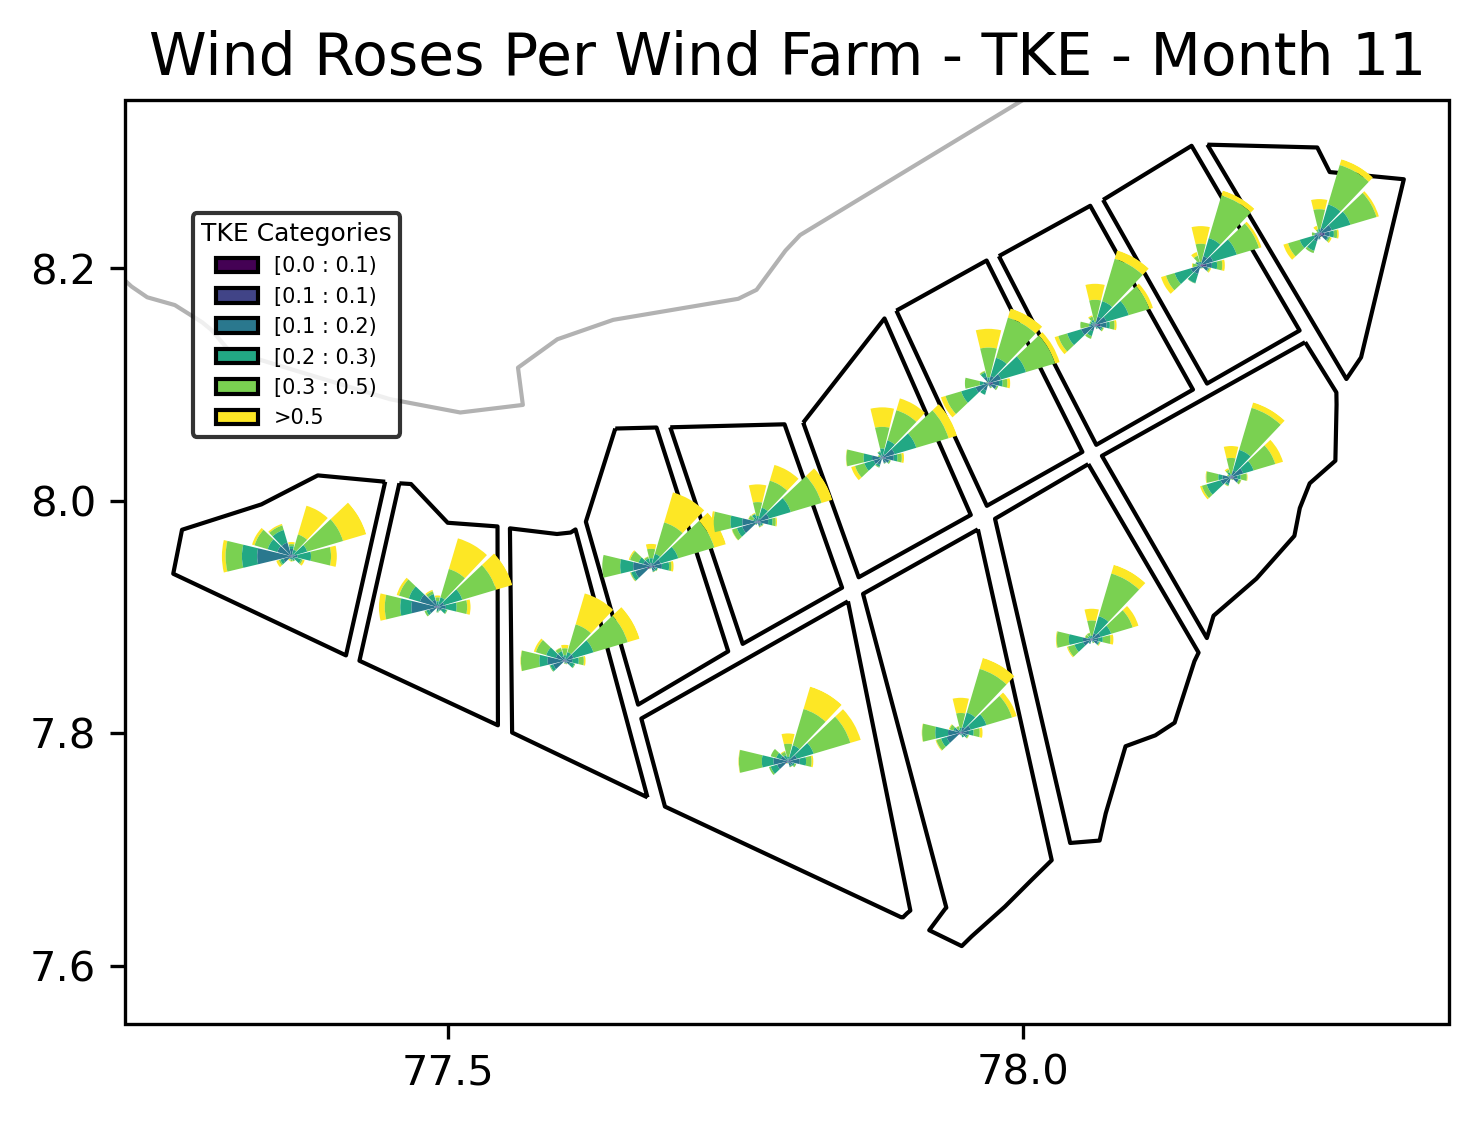 Wind Roses Per Wind Farm - TKE - Month 11
TKE Categories
[0.0 : 0.1)
[0.1 : 0.1)
[0.1 : 0.2)
[0.2 : 0.3)
[0.3 : 0.5)
>0.5
8.2
8.0
7.8
7.6
77.5
78.0